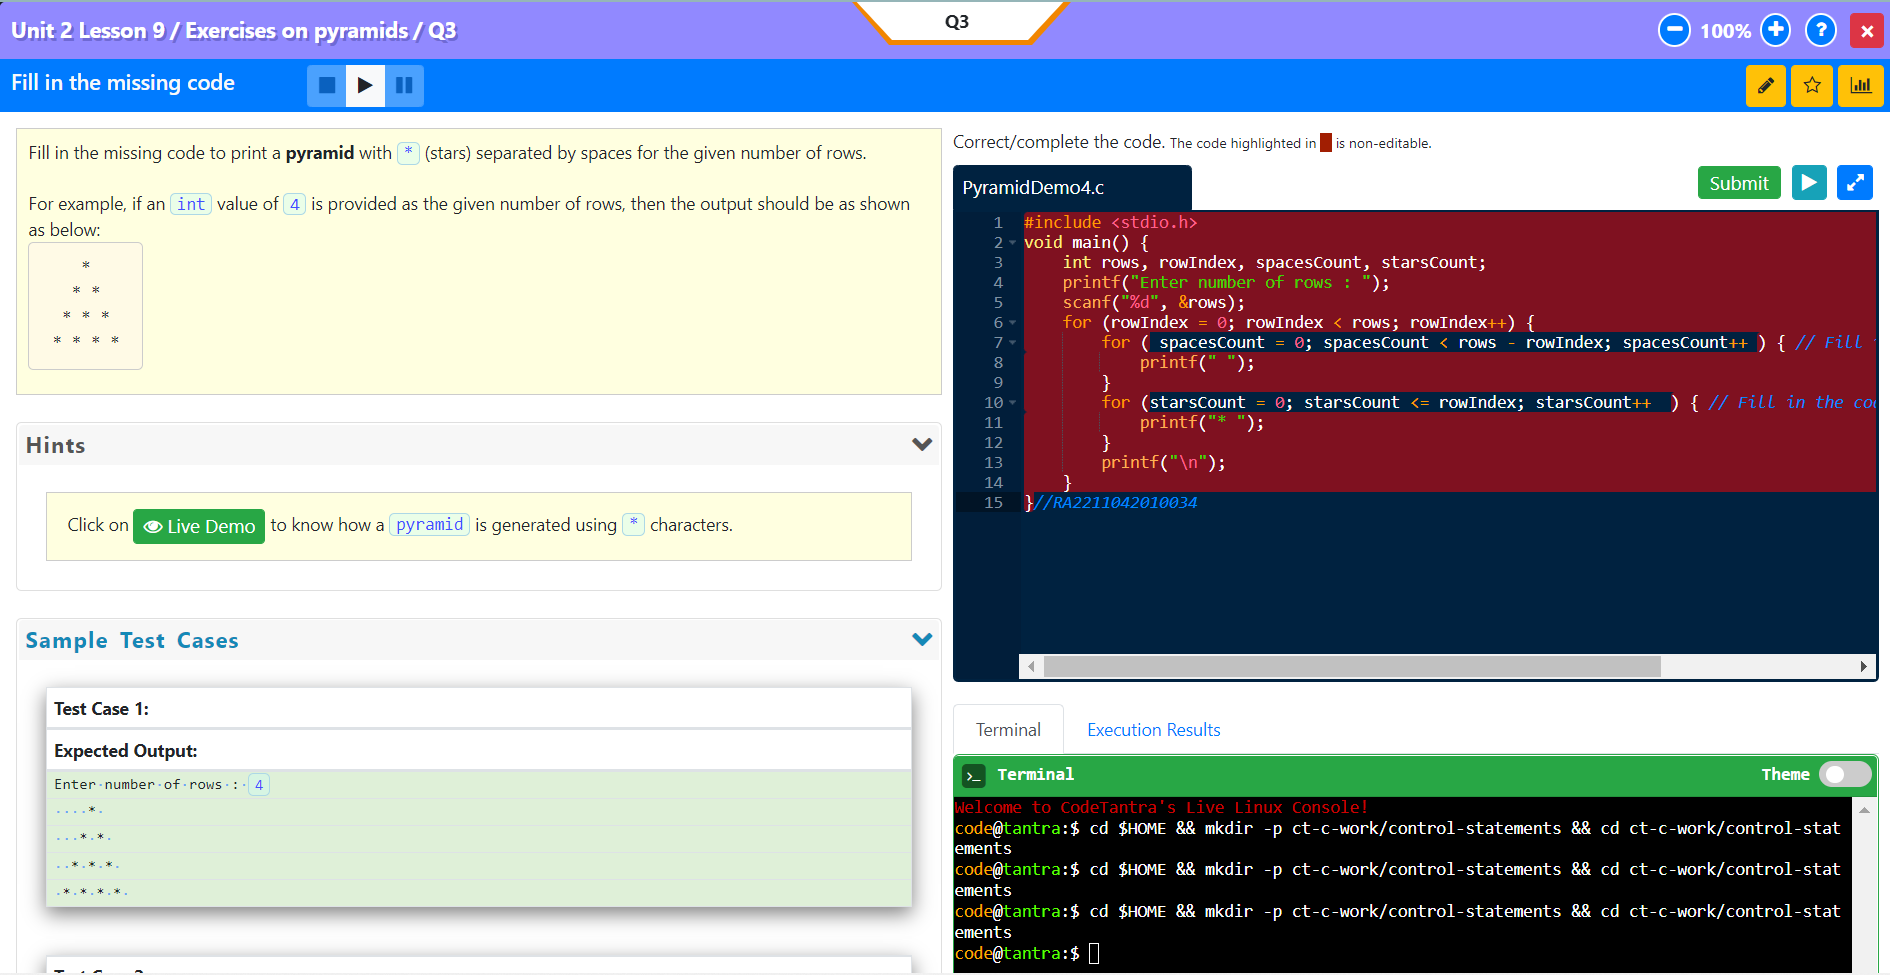 Unit 2 Lesson 9 / Exercises on pyramids / Q3
Q3
100%
Fill in the missing code
Fill in the missing code to print a pyramid with * (stars) separated by spaces for the given number of rows.
For example, if an int value of 4 is provided as the given number of rows, then the output should be as shown
as below:
*
* *
* * *
* * * *
Hints
Click on Live Demo to know how a pyramid is generated using * characters.
Sample Test Cases
Test Case 1:
Expected Output:
Enter·number·of·rows·:· 4
····*·
···*·*·
··*·*·*·
·*·*·*·*·
Correct/complete the code. The code highlighted in is non-editable.
PyramidDemo4.c
Submit
1 #include <stdio.h>
2 void main() {
3 int rows, rowIndex, spacesCount, starsCount;
4 printf("Enter number of rows : ");
5 scanf("%d", &rows);
6 for (rowIndex = 0; rowIndex < rows; rowIndex++) {
7 for ( spacesCount = 0; spacesCount < rows - rowIndex; spacesCount++ ) { // Fill
8 printf(" ");
9 }
10 for (starsCount = 0; starsCount <= rowIndex; starsCount++ ) { // Fill in the co
11 printf("* ");
12 }
13 printf("\n");
14 }
15 }//RA2211042010034
Terminal
Execution Results
>_ Terminal
Theme
Welcome to CodeTantra's Live Linux Console!
code@tantra:$ cd $HOME && mkdir -p ct-c-work/control-statements && cd ct-c-work/control-stat
ements
code@tantra:$ cd $HOME && mkdir -p ct-c-work/control-statements && cd ct-c-work/control-stat
ements
code@tantra:$ cd $HOME && mkdir -p ct-c-work/control-statements && cd ct-c-work/control-stat
ements
code@tantra:$